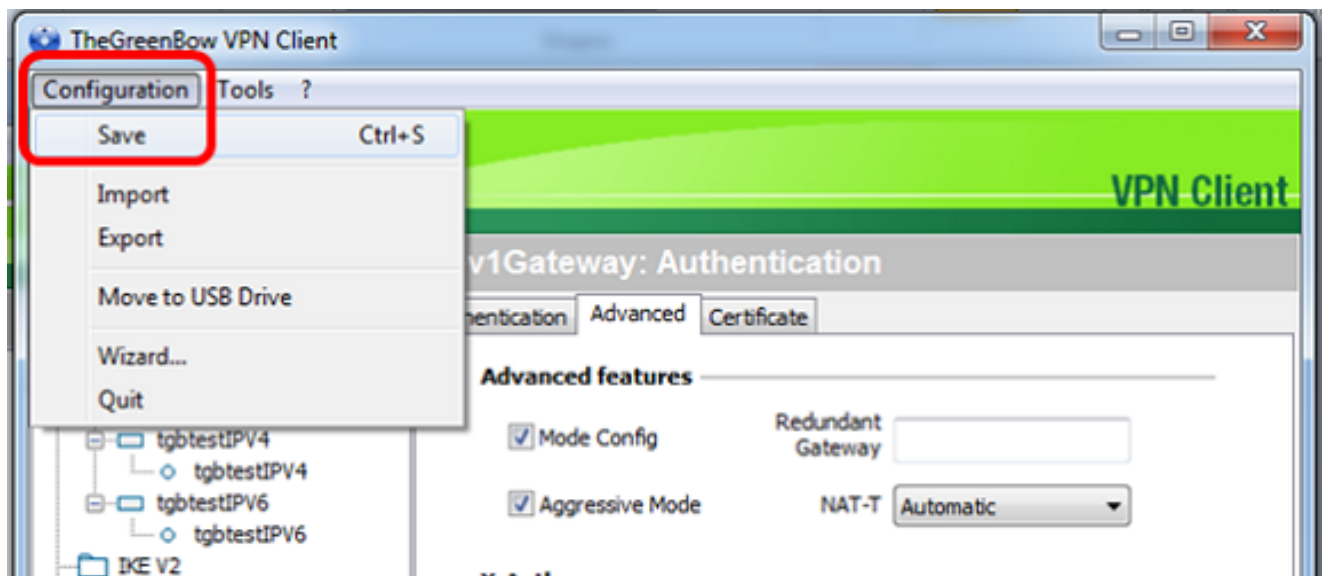 TheGreenBow VPN Client
Configuration Tools ?
Save Ctrl+S
Import
Export
Move to USB Drive
Wizard...
Quit
VPN Client
v1Gateway: Authentication
hentication Advanced Certificate
Advanced features
Mode Config
Redundant
Gateway
Aggressive Mode
NAT-T Automatic
tgbtestIPV4
tgbtestIPV4
tgbtestIPV6
tgbtestIPV6
IKE V2